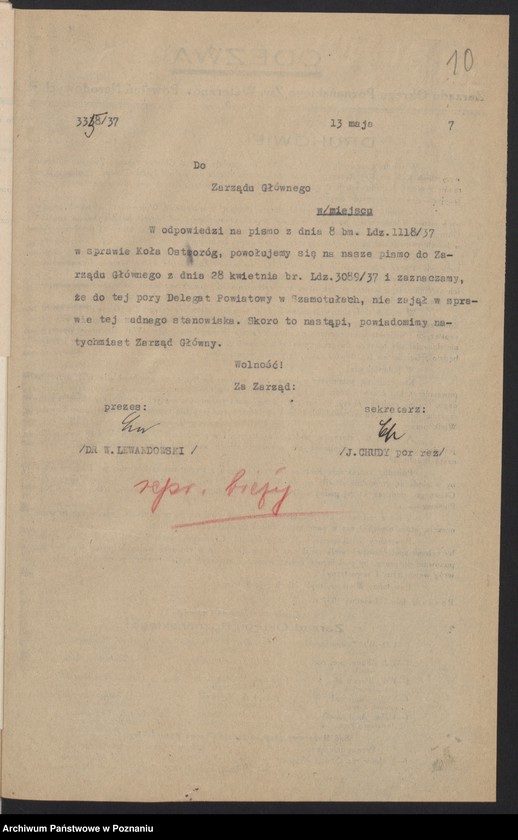 10
13 maja 7
Do
Zarządu Głównego
w/miejscu
W odpowiedzi na pismo z dnia 8 bm. Ldz.1118/37
w sprawie Koła Ostroróg, powołujemy się na nasze pismo do Za-
rządu Głównego z dnia 28 kwietnia br. Ldz.3089/37 i zaznaczamy,
że do tej pory Delegat Powiatowy w Szamotułach, nie zajął w spra-
wie tej żadnego stanowiska. Skoro to nastąpi, powiadomimy na-
tychmiast Zarząd Główny.
Wolność!
Za Zarząd:
prezes: sekretarz:
/DR W. LEWANDOWSKI / /J.CHUDY por rez/
Archiwum Państwowe w Poznaniu